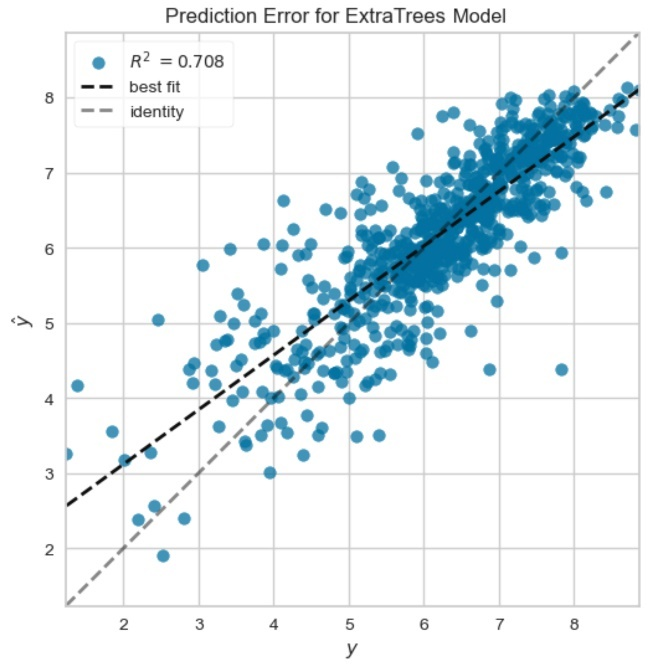 Prediction Error for ExtraTrees Model
R² = 0.708
best fit
identity
8
7
6
5
4
3
2
ŷ
2 3 4 5 6 7 8
y